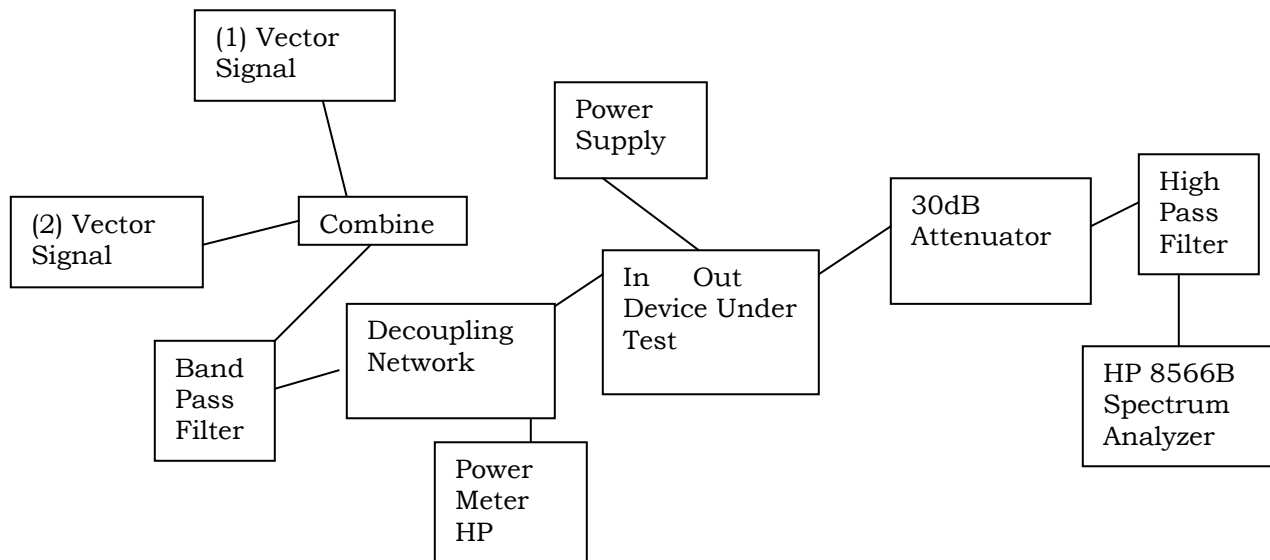 (1) Vector
Signal
Power
Supply
High
Pass
Filter
30dB
Attenuator
(2) Vector
Signal
Combine
In Out
Device Under
Test
Decoupling
Network
Band
Pass
Filter
HP 8566B
Spectrum
Analyzer
Power
Meter
HP